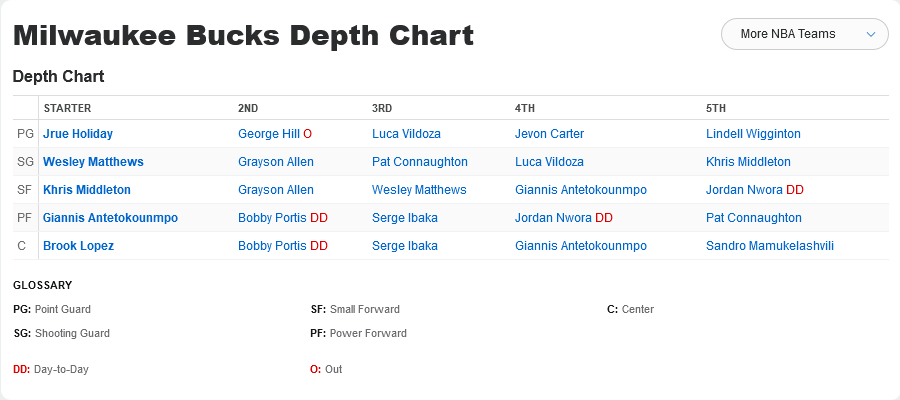 Milwaukee Bucks Depth Chart
More NBA Teams
Depth Chart
STARTER 2ND 3RD 4TH 5TH
PG Jrue Holiday George Hill O Luca Vildoza Jevon Carter Lindell Wigginton
SG Wesley Matthews Grayson Allen Pat Connaughton Luca Vildoza Khris Middleton
SF Khris Middleton Grayson Allen Wesley Matthews Giannis Antetokounmpo Jordan Nwora DD
PF Giannis Antetokounmpo Bobby Portis DD Serge Ibaka Jordan Nwora DD Pat Connaughton
C Brook Lopez Bobby Portis DD Serge Ibaka Giannis Antetokounmpo Sandro Mamukelashvili
GLOSSARY
PG: Point Guard SF: Small Forward C: Center
SG: Shooting Guard PF: Power Forward
DD: Day-to-Day O: Out